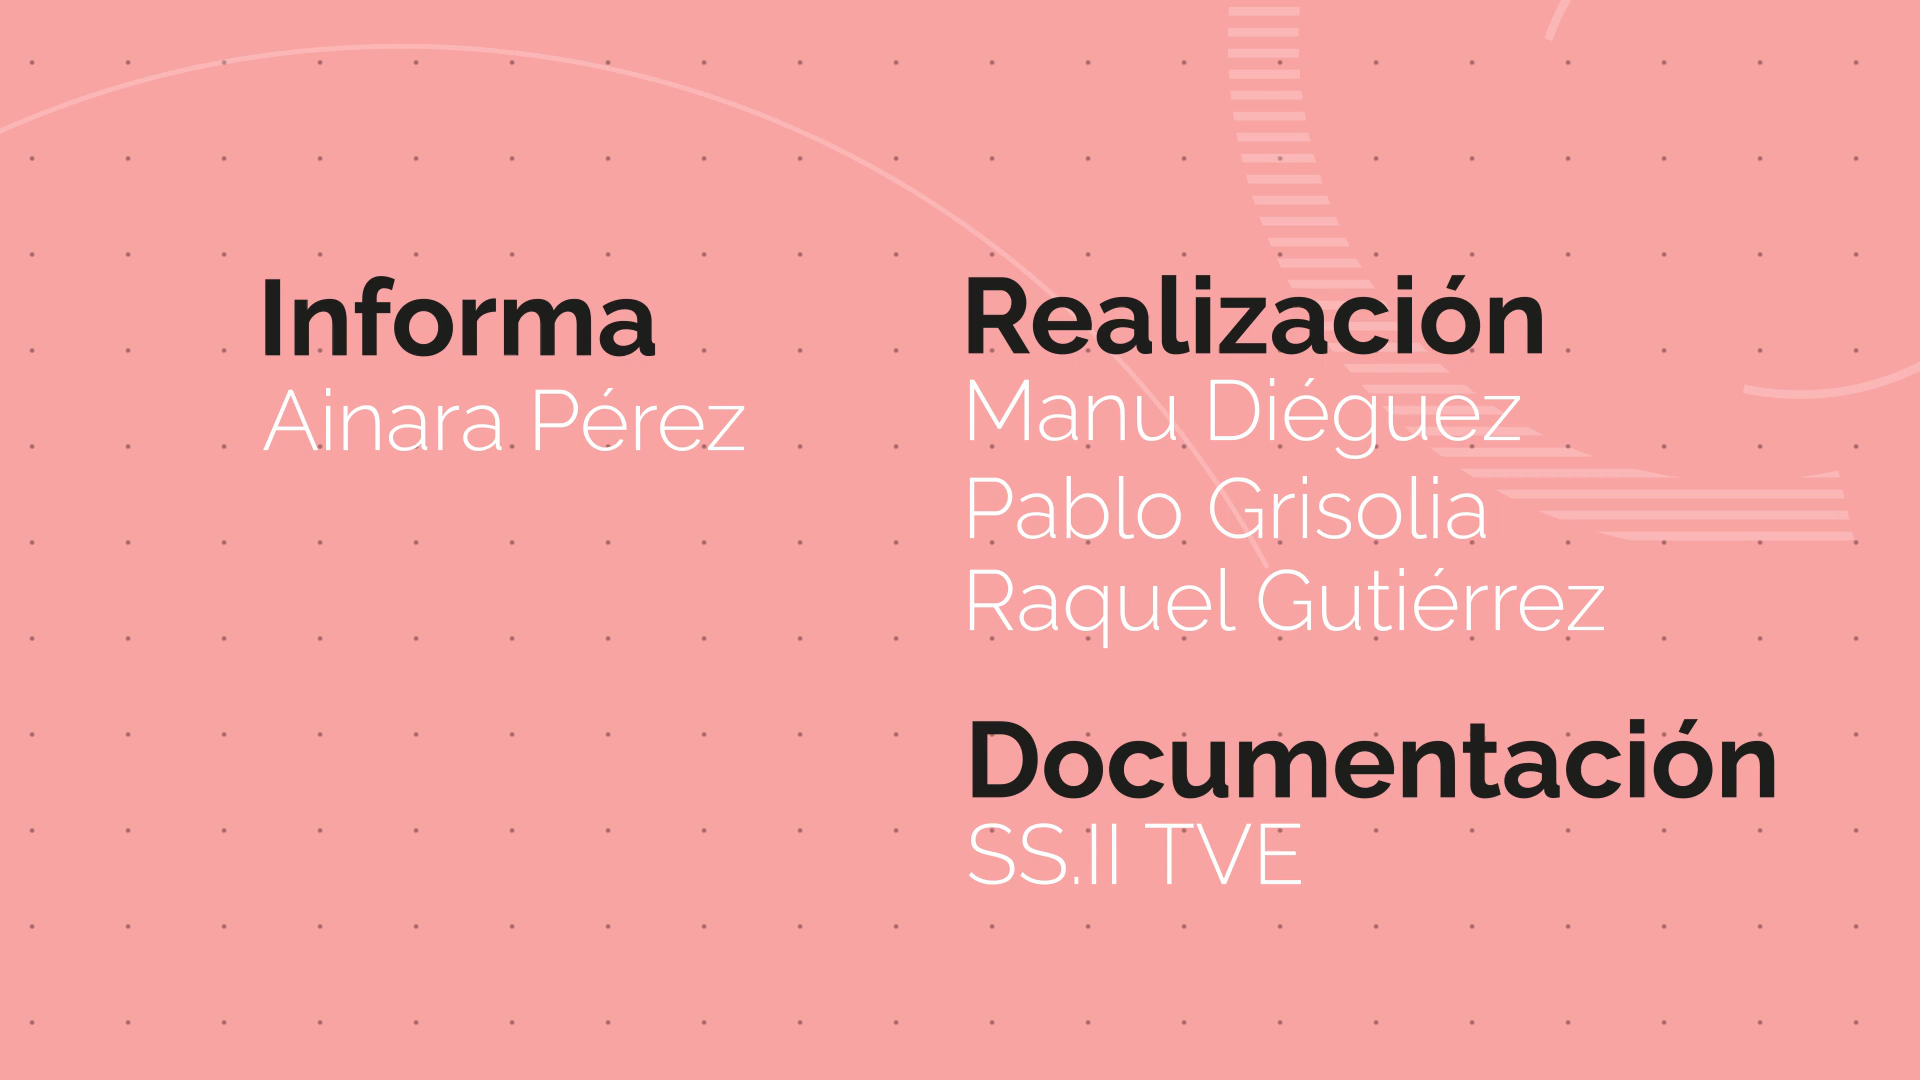 Informa
Ainara Pérez
Realización
Manu Diéguez
Pablo Grisolia
Raquel Gutiérrez
Documentación
SS.II TVE